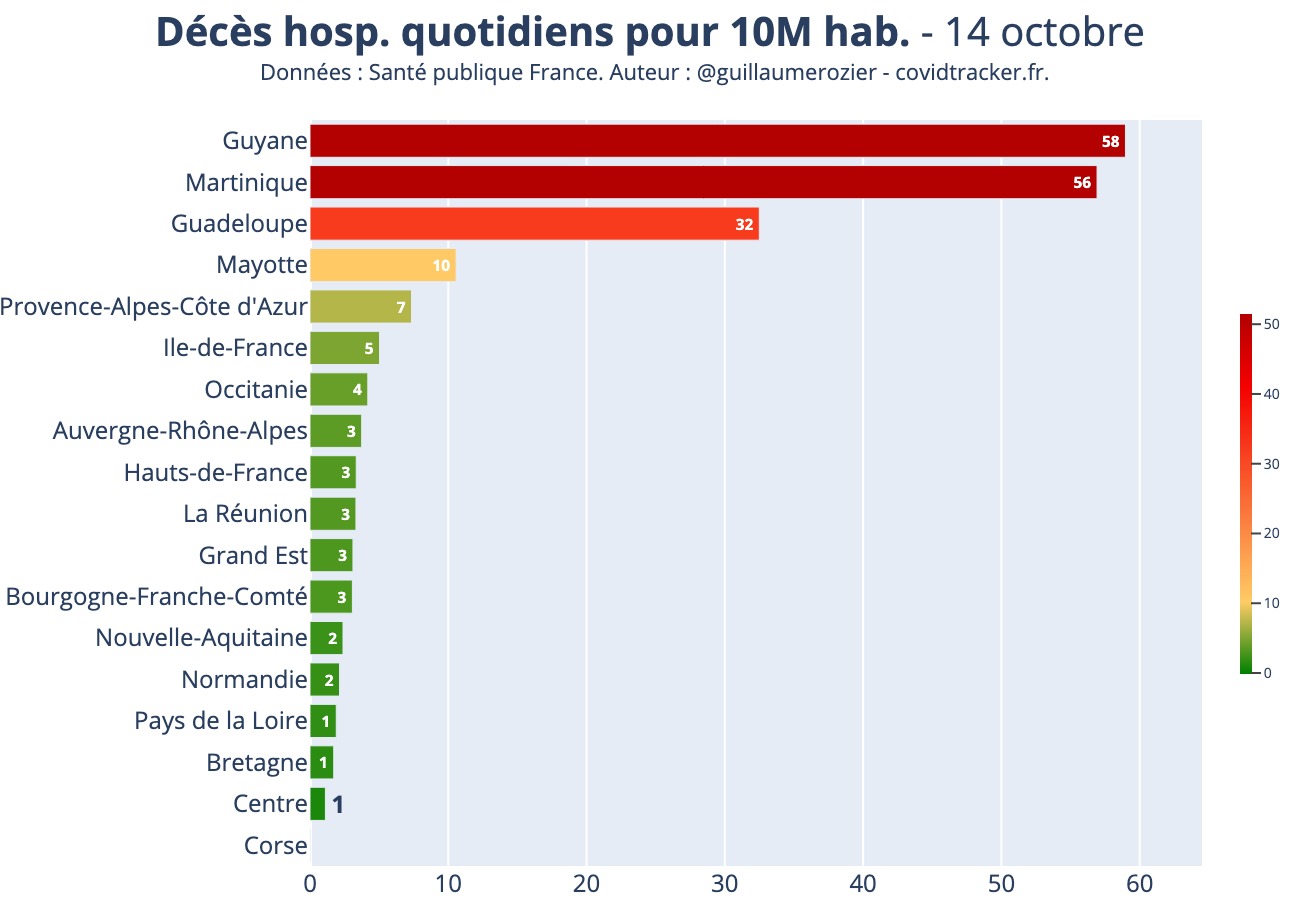 Décès hosp. quotidiens pour 10M hab. - 14 octobre
Données : Santé publique France. Auteur : @guillaumerozier - covidtracker.fr.
Guyane 58
Martinique 56
Guadeloupe 32
Mayotte 10
Provence-Alpes-Côte d'Azur 7
Ile-de-France 5
Occitanie 4
Auvergne-Rhône-Alpes 3
Hauts-de-France 3
La Réunion 3
Grand Est 3
Bourgogne-Franche-Comté 3
Nouvelle-Aquitaine 2
Normandie 2
Pays de la Loire 1
Bretagne 1
Centre 1
Corse
0 10 20 30 40 50 60
50
40
30
20
10
0